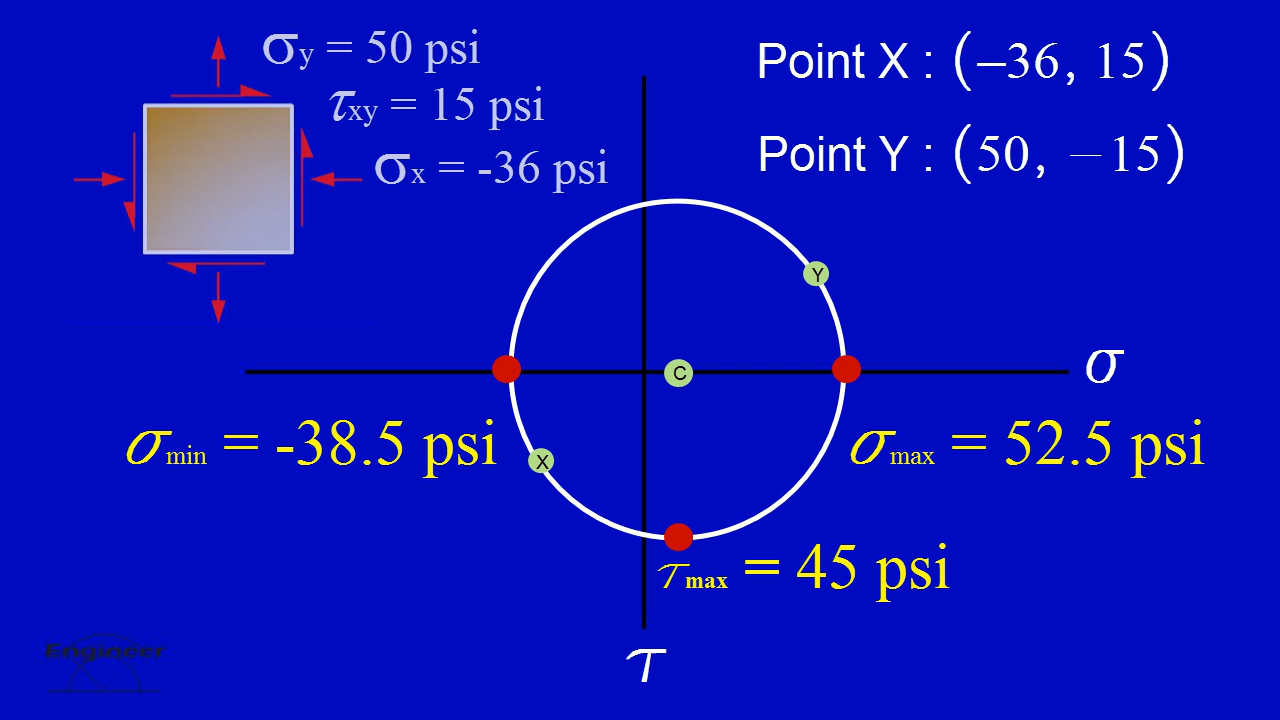 σy = 50 psi
τxy = 15 psi
σx = -36 psi
Point X : (−36, 15)
Point Y : (50, −15)
Y
σ
C
σmin = -38.5 psi
X
σmax = 52.5 psi
τmax = 45 psi
τ
Engineer